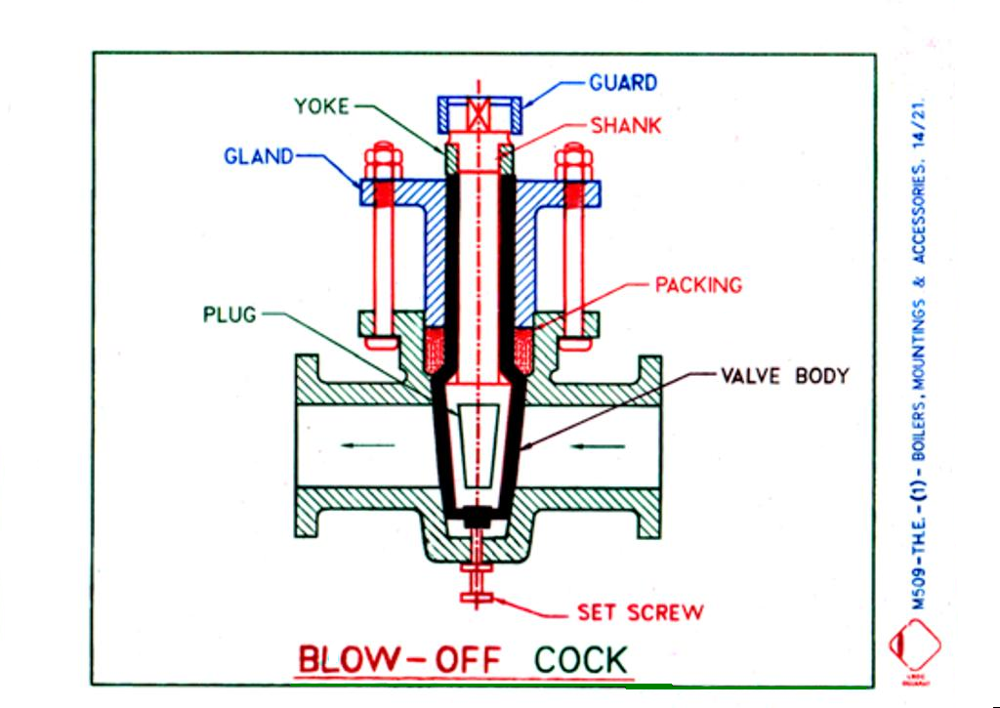 GUARD
YOKE
SHANK
GLAND
PACKING
PLUG
VALVE BODY
SET SCREW
BLOW-OFF COCK
M509-TH.E.-(1)- BOILERS, MOUNTINGS & ACCESSORIES. 14/21.